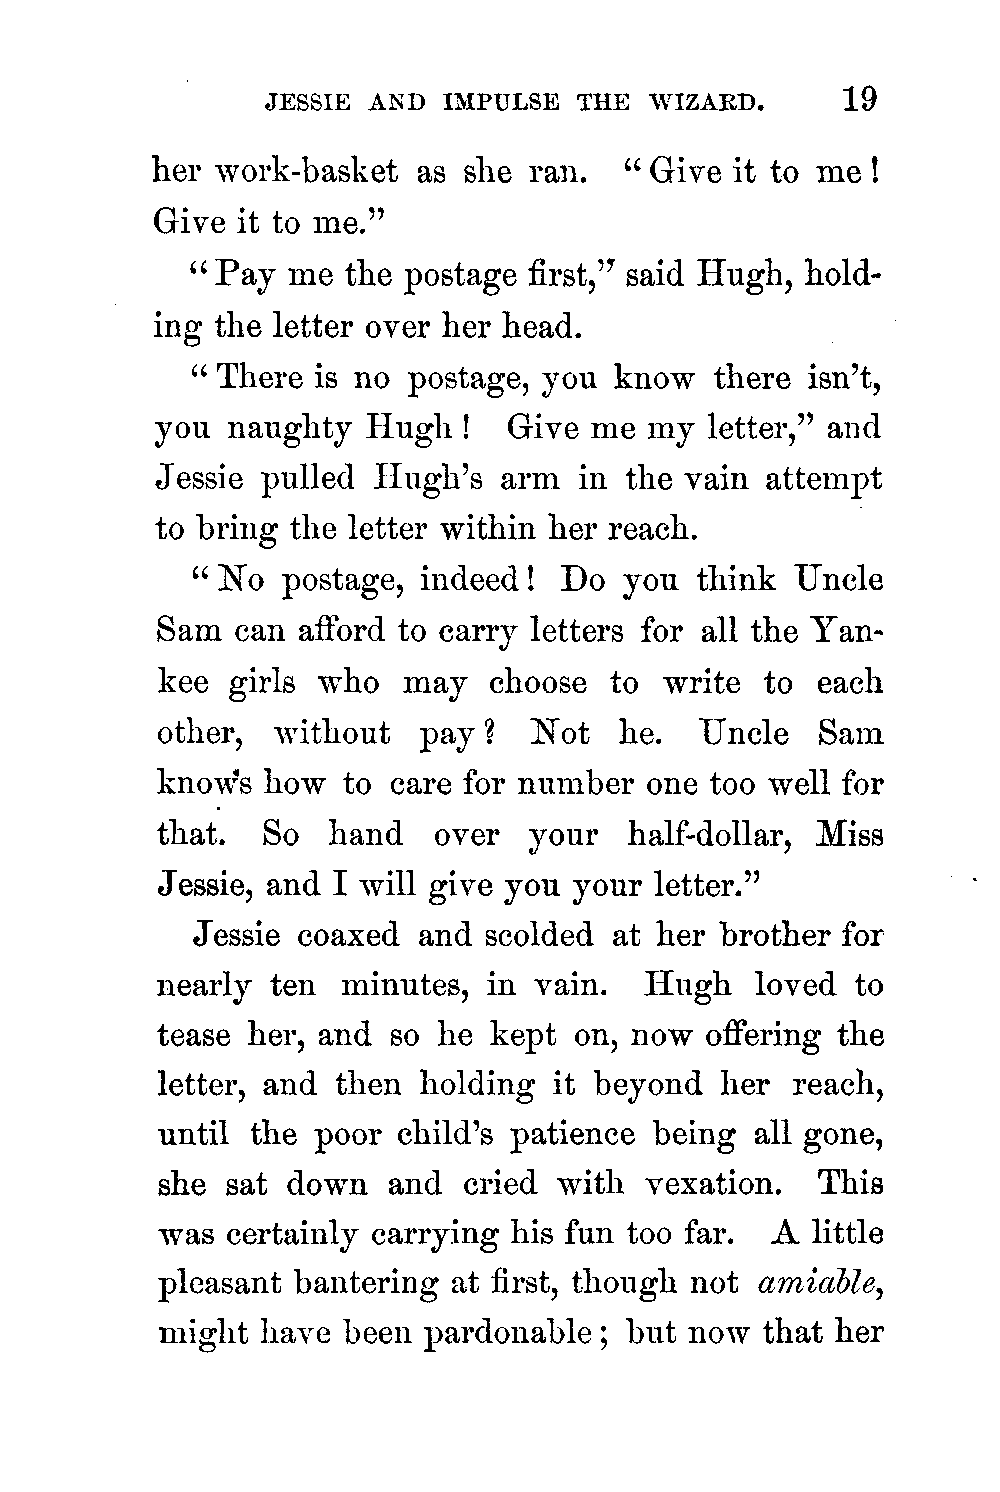 JESSIE AND IMPULSE THE WIZARD. 19
her work-basket as she ran. "Give it to me!
Give it to me."
"Pay me the postage first," said Hugh, hold-
ing the letter over her head.
"There is no postage, you know there isn't,
you naughty Hugh! Give me my letter," and
Jessie pulled Hugh's arm in the vain attempt
to bring the letter within her reach.
"No postage, indeed! Do you think Uncle
Sam can afford to carry letters for all the Yan-
kee girls who may choose to write to each
other, without pay? Not he. Uncle Sam
knows how to care for number one too well for
that. So hand over your half-dollar, Miss
Jessie, and I will give you your letter."
Jessie coaxed and scolded at her brother for
nearly ten minutes, in vain. Hugh loved to
tease her, and so he kept on, now offering the
letter, and then holding it beyond her reach,
until the poor child's patience being all gone,
she sat down and cried with vexation. This
was certainly carrying his fun too far. A little
pleasant bantering at first, though not amiable,
might have been pardonable; but now that her